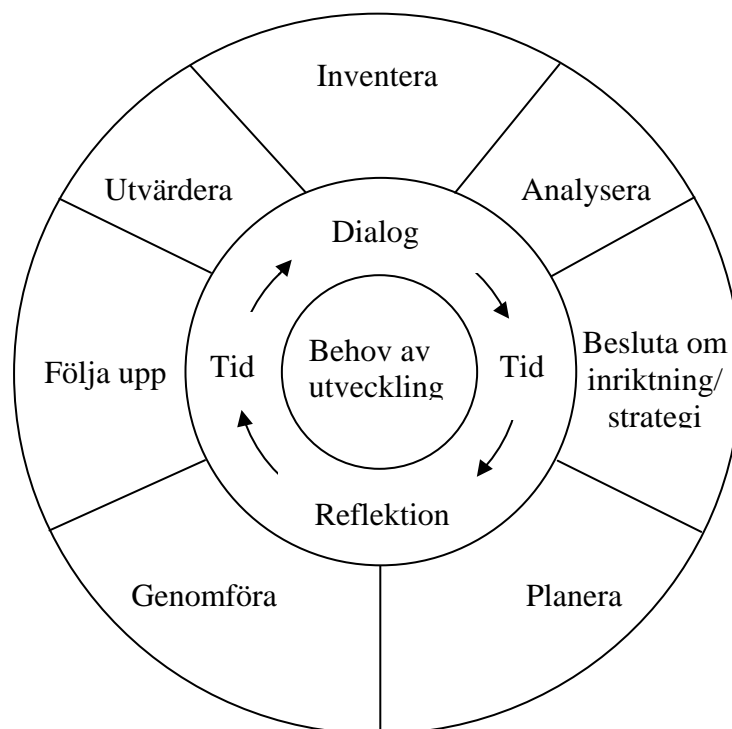 Inventera
Analysera
Besluta om
inriktning/
strategi
Planera
Genomföra
Följa upp
Utvärdera
Dialog
Tid
Reflektion
Tid
Behov av
utveckling